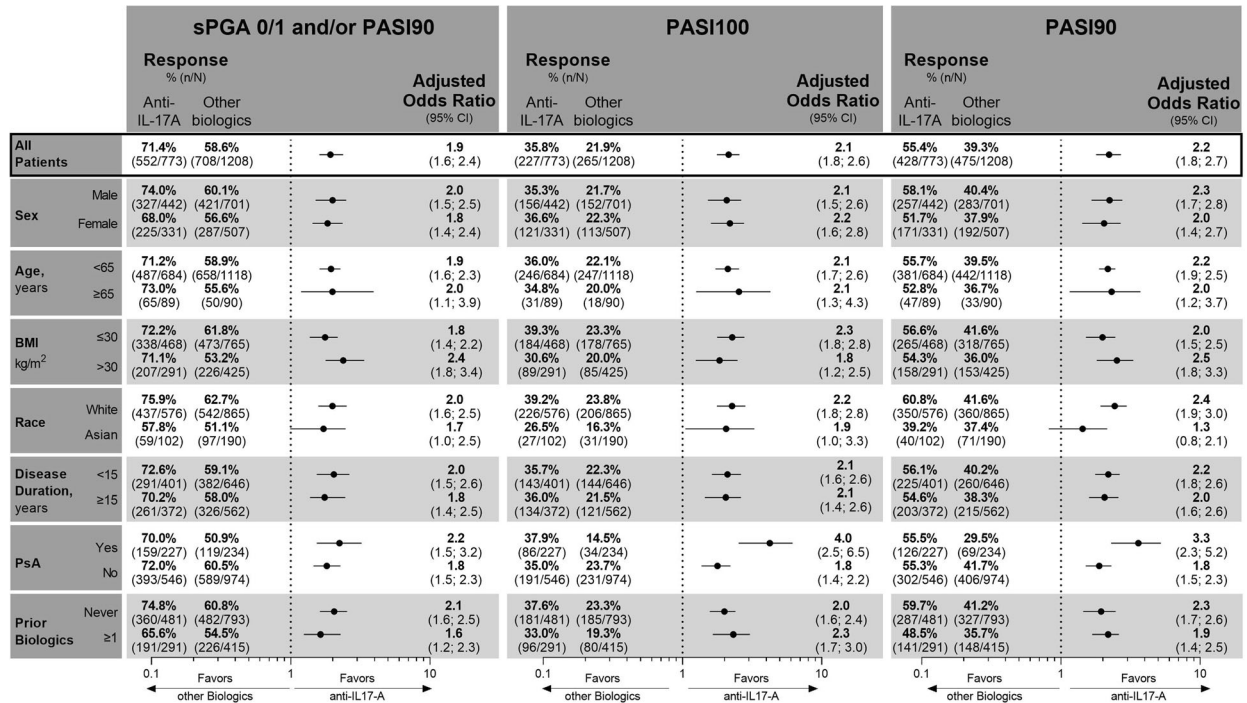 sPGA 0/1 and/or PASI90 PASI100 PASI90
Response Response Response
% (n/N) % (n/N) % (n/N)
Adjusted Adjusted Adjusted
Anti- Other Odds Ratio Anti- Other Odds Ratio Anti- Other Odds Ratio
IL-17A biologics (95% CI) IL-17A biologics (95% CI) IL-17A biologics (95% CI)
All 71.4% 58.6% 1.9 35.8% 21.9% 2.1 55.4% 39.3% 2.2
Patients (552/773) (708/1208) (1.6; 2.4) (227/773) (265/1208) (1.8; 2.6) (428/773) (475/1208) (1.8; 2.7)
Male 74.0% 60.1% 2.0 35.3% 21.7% 2.1 58.1% 40.4% 2.3
(327/442) (421/701) (1.5; 2.5) (156/442) (152/701) (1.5; 2.6) (257/442) (283/701) (1.7; 2.8)
Sex Female 68.0% 56.6% 1.8 36.6% 22.3% 2.2 51.7% 37.9% 2.0
(225/331) (287/507) (1.4; 2.4) (121/331) (113/507) (1.6; 2.8) (171/331) (192/507) (1.4; 2.7)
Age, <65 71.2% 58.9% 1.9 36.0% 22.1% 2.1 55.7% 39.5% 2.2
(487/684) (658/1118) (1.6; 2.3) (246/684) (247/1118) (1.7; 2.6) (381/684) (442/1118) (1.9; 2.5)
years ≥65 73.0% 55.6% 2.0 34.8% 20.0% 2.1 52.8% 36.7% 2.0
(65/89) (50/90) (1.1; 3.9) (31/89) (18/90) (1.3; 4.3) (47/89) (33/90) (1.2; 3.7)
BMI ≤30 72.2% 61.8% 1.8 39.3% 23.3% 2.3 56.6% 41.6% 2.0
(338/468) (473/765) (1.4; 2.2) (184/468) (178/765) (1.8; 2.8) (265/468) (318/765) (1.5; 2.5)
kg/m² >30 71.1% 53.2% 2.4 30.6% 20.0% 1.8 54.3% 36.0% 2.5
(207/291) (226/425) (1.8; 3.4) (89/291) (85/425) (1.2; 2.5) (158/291) (153/425) (1.8; 3.3)
White 75.9% 62.7% 2.0 39.2% 23.8% 2.2 60.8% 41.6% 2.4
(437/576) (542/865) (1.6; 2.5) (226/576) (206/865) (1.8; 2.8) (350/576) (360/865) (1.9; 3.0)
Race Asian 57.8% 51.1% 1.7 26.5% 16.3% 1.9 39.2% 37.4% 1.3
(59/102) (97/190) (1.0; 2.5) (27/102) (31/190) (1.0; 3.3) (40/102) (71/190) (0.8; 2.1)
Disease <15 72.6% 59.1% 2.0 35.7% 22.3% 2.1 56.1% 40.2% 2.2
Duration, (291/401) (382/646) (1.5; 2.6) (143/401) (144/646) (1.6; 2.6) (225/401) (260/646) (1.8; 2.6)
years ≥15 70.2% 58.0% 1.8 36.0% 21.5% 2.1 54.6% 38.3% 2.0
(261/372) (326/562) (1.4; 2.5) (134/372) (121/562) (1.4; 2.6) (203/372) (215/562) (1.6; 2.6)
Yes 70.0% 50.9% 2.2 37.9% 14.5% 4.0 55.5% 29.5% 3.3
(159/227) (119/234) (1.5; 3.2) (86/227) (34/234) (2.5; 6.5) (126/227) (69/234) (2.3; 5.2)
PsA No 72.0% 60.5% 1.8 35.0% 23.7% 1.8 55.3% 41.7% 1.8
(393/546) (589/974) (1.5; 2.3) (191/546) (231/974) (1.4; 2.2) (302/546) (406/974) (1.5; 2.3)
Never 74.8% 60.8% 2.1 37.6% 23.3% 2.0 59.7% 41.2% 2.3
Prior (360/481) (482/793) (1.6; 2.5) (181/481) (185/793) (1.6; 2.4) (287/481) (327/793) (1.7; 2.6)
Biologics ≥1 65.6% 54.5% 1.6 33.0% 19.3% 2.3 48.5% 35.7% 1.9
(191/291) (226/415) (1.2; 2.3) (96/291) (80/415) (1.7; 3.0) (141/291) (148/415) (1.4; 2.5)
0.1 1 10 0.1 1 10 0.1 1 10
Favors Favors Favors Favors Favors Favors
other Biologics anti-IL17-A other Biologics anti-IL17-A other Biologics anti-IL17-A